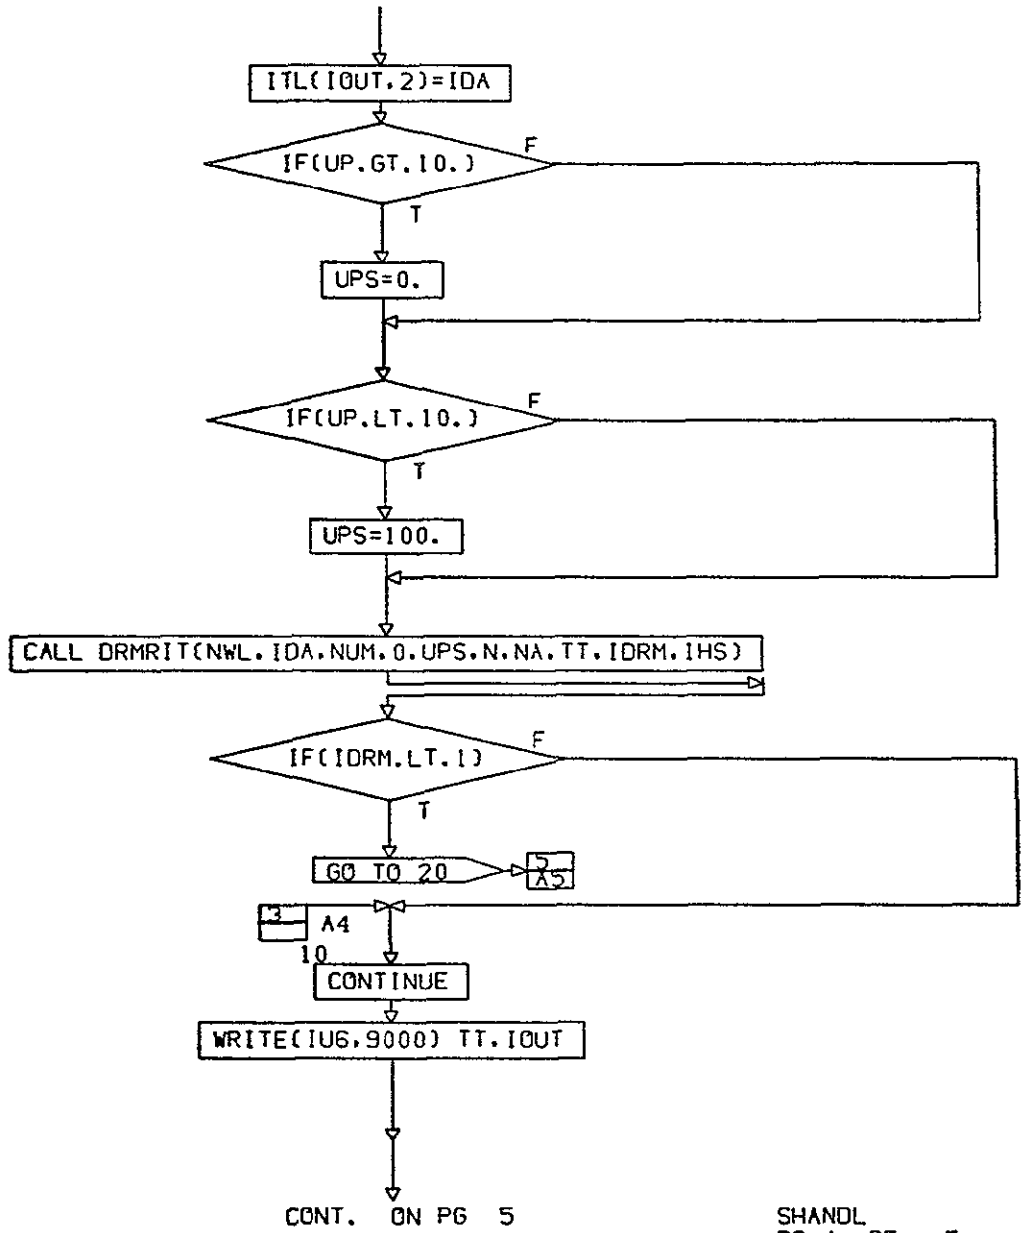 ITL(IOUT,2)=IDA
IF(UP.GT.10.)
F
T
UPS=0.
IF(UP.LT.10.)
F
T
UPS=100.
CALL DRMRIT(NWL,IDA,NUM,0,UPS,N,NA,TT,IDRM,IHS)
IF(IDRM.LT.1)
F
T
GO TO 20
5
A5
3
A4
10
CONTINUE
WRITE(IU6,9000) TT,IOUT
CONT. ON PG 5
SHANDL